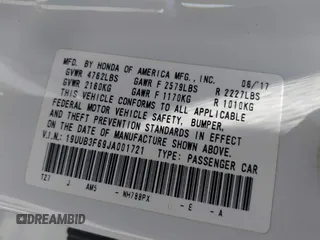 MFD. BY HONDA OF AMERICA MFG., INC. 06/17
GVWR 4762LBS GAWR F 2579LBS R 2227LBS
GVWR 2160KG GAWR F 1170KG R 1010KG
THIS VEHICLE CONFORMS TO ALL APPLICABLE
FEDERAL MOTOR VEHICLE SAFETY, BUMPER,
AND THEFT PREVENTION STANDARDS IN EFFECT
ON THE DATE OF MANUFACTURE SHOWN ABOVE.
V.I.N.: 19UUB3F69JA001721 TYPE: PASSENGER CAR
J AM5 NH788PX - E - A
DREAMBID